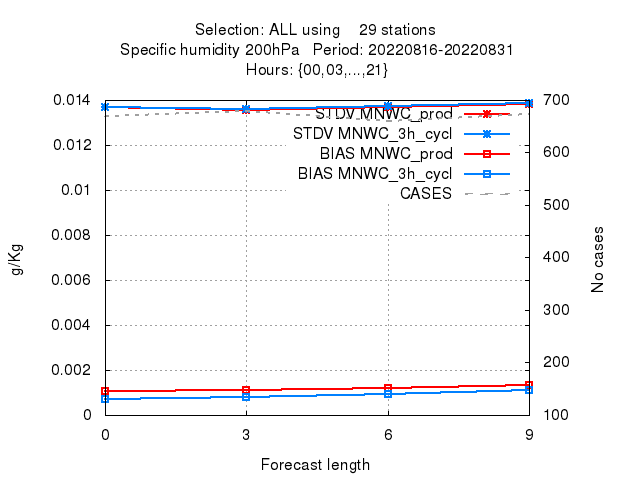 Selection: ALL using 29 stations
Specific humidity 200hPa Period: 20220816-20220831
Hours: {00,03,...,21}
0.014 700
STDV MNWC_prod
STDV MNWC_3h_cycl
0.012 BIAS MNWC_prod 600
BIAS MNWC_3h_cycl
0.01 CASES 500
0.008
g/Kg 0.006 400 No cases
300
0.004
0.002 200
0 100
0 3 6 9
Forecast length